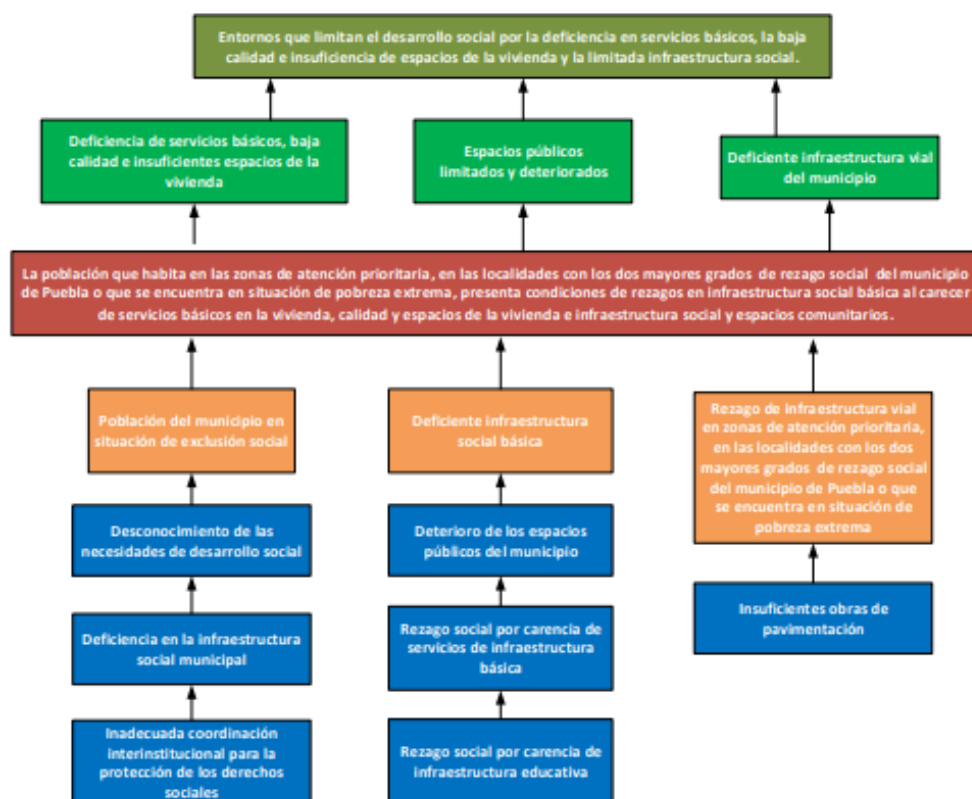 Entornos que limitan el desarrollo social por la deficiencia en servicios básicos, la baja
calidad e insuficiencia de espacios de la vivienda y la limitada infraestructura social.
Deficiencia de servicios básicos, baja
calidad e insuficientes espacios de la
vivienda
Espacios públicos
limitados y deteriorados
Deficiente infraestructura vial
del municipio
La población que habita en las zonas de atención prioritaria, en las localidades con los dos mayores grados de rezago social del municipio
de Puebla o que se encuentra en situación de pobreza extrema, presenta condiciones de rezagos en infraestructura social básica al carecer
de servicios básicos en la vivienda, calidad y espacios de la vivienda e infraestructura social y espacios comunitarios.
Población del municipio en
situación de exclusión social
Deficiente infraestructura
social básica
Rezago de infraestructura vial
en zonas de atención prioritaria,
en las localidades con los dos
mayores grados de rezago social
del municipio de Puebla o que
se encuentra en situación de
pobreza extrema
Desconocimiento de las
necesidades de desarrollo social
Deterioro de los espacios
públicos del municipio
Insuficientes obras de
pavimentación
Deficiencia en la infraestructura
social municipal
Rezago social por carencia de
servicios de infraestructura
básica
Inadecuada coordinación
interinstitucional para la
protección de los derechos
sociales
Rezago social por carencia de
infraestructura educativa